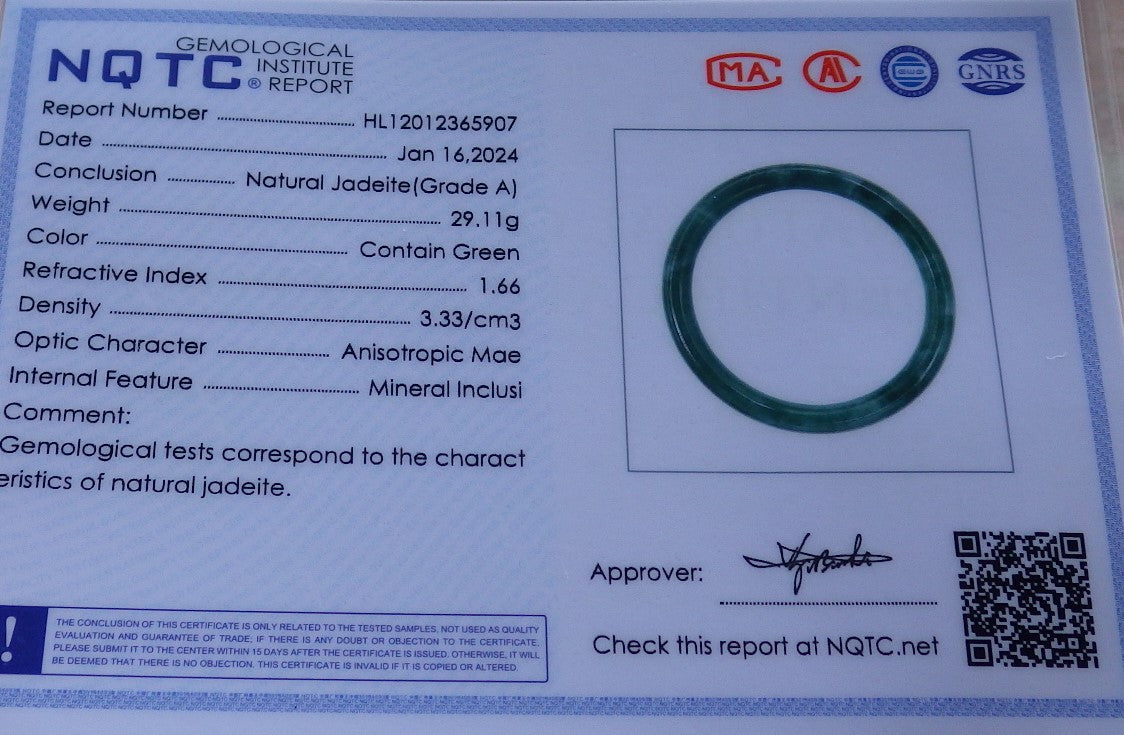 NQTC® GEMOLOGICAL INSTITUTE REPORT
MA
AL
GNRS
Report Number HL12012365907
Date Jan 16,2024
Conclusion Natural Jadeite(Grade A)
Weight 29.11g
Color Contain Green
Refractive Index 1.66
Density 3.33/cm3
Optic Character Anisotropic Mae
Internal Feature Mineral Inclusi
Comment:
Gemological tests correspond to the charact
eristics of natural jadeite.
Approver:
Check this report at NQTC.net
!
THE CONCLUSION OF THIS CERTIFICATE IS ONLY RELATED TO THE TESTED SAMPLES, NOT USED AS QUALITY
EVALUATION AND GUARANTEE OF TRADE; IF THERE IS ANY DOUBT OR OBJECTION TO THE CERTIFICATE,
PLEASE SUBMIT IT TO THE CENTER WITHIN 15 DAYS AFTER THE CERTIFICATE IS ISSUED. OTHERWISE, IT WILL
BE DEEMED THAT THERE IS NO OBJECTION. THIS CERTIFICATE IS INVALID IF IT IS COPIED OR ALTERED.